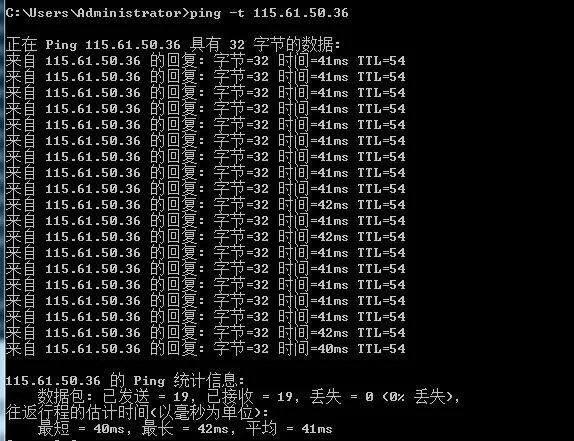 C:\Users\Administrator>ping -t 115.61.50.36
正在 Ping 115.61.50.36 具有 32 字节的数据:
来自 115.61.50.36 的回复: 字节=32 时间=41ms TTL=54
来自 115.61.50.36 的回复: 字节=32 时间=41ms TTL=54
来自 115.61.50.36 的回复: 字节=32 时间=41ms TTL=54
来自 115.61.50.36 的回复: 字节=32 时间=41ms TTL=54
来自 115.61.50.36 的回复: 字节=32 时间=41ms TTL=54
来自 115.61.50.36 的回复: 字节=32 时间=41ms TTL=54
来自 115.61.50.36 的回复: 字节=32 时间=41ms TTL=54
来自 115.61.50.36 的回复: 字节=32 时间=41ms TTL=54
来自 115.61.50.36 的回复: 字节=32 时间=41ms TTL=54
来自 115.61.50.36 的回复: 字节=32 时间=42ms TTL=54
来自 115.61.50.36 的回复: 字节=32 时间=41ms TTL=54
来自 115.61.50.36 的回复: 字节=32 时间=42ms TTL=54
来自 115.61.50.36 的回复: 字节=32 时间=41ms TTL=54
来自 115.61.50.36 的回复: 字节=32 时间=41ms TTL=54
来自 115.61.50.36 的回复: 字节=32 时间=41ms TTL=54
来自 115.61.50.36 的回复: 字节=32 时间=41ms TTL=54
来自 115.61.50.36 的回复: 字节=32 时间=41ms TTL=54
来自 115.61.50.36 的回复: 字节=32 时间=42ms TTL=54
来自 115.61.50.36 的回复: 字节=32 时间=40ms TTL=54
115.61.50.36 的 Ping 统计信息:
数据包: 已发送 = 19, 已接收 = 19, 丢失 = 0 (0% 丢失),
往返行程的估计时间(以毫秒为单位):
最短 = 40ms, 最长 = 42ms, 平均 = 41ms